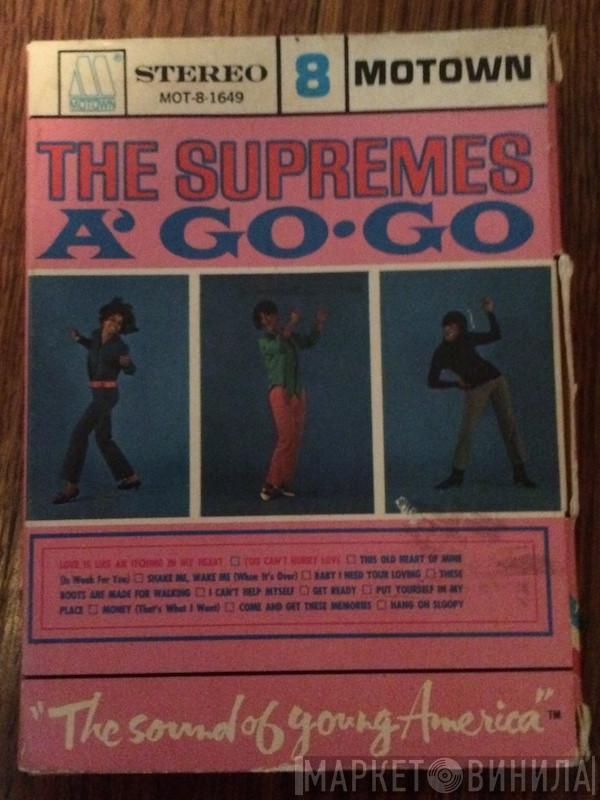 MOTOWN
STEREO
MOT-8-1649
8
MOTOWN
THE SUPREMES
A' GO•GO
LOVE IS LIKE AN ITCHING IN MY HEART □ YOU CAN'T HURRY LOVE □ THIS OLD HEART OF MINE
(Is Weak For You) □ SHAKE ME, WAKE ME (When It's Over) □ BABY I NEED YOUR LOVING □ THESE
BOOTS ARE MADE FOR WALKING □ I CAN'T HELP MYSELF □ GET READY □ PUT YOURSELF IN MY
PLACE □ MONEY (That's What I Want) □ COME AND GET THESE MEMORIES □ HANG ON SLOOPY
"The sound of young America"™
МАРКЕТ ВИНИЛА